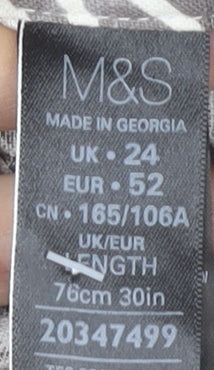 M&S
MADE IN GEORGIA
UK • 24
EUR • 52
CN • 165/106A
UK/EUR
LENGTH
76cm 30in
20347499